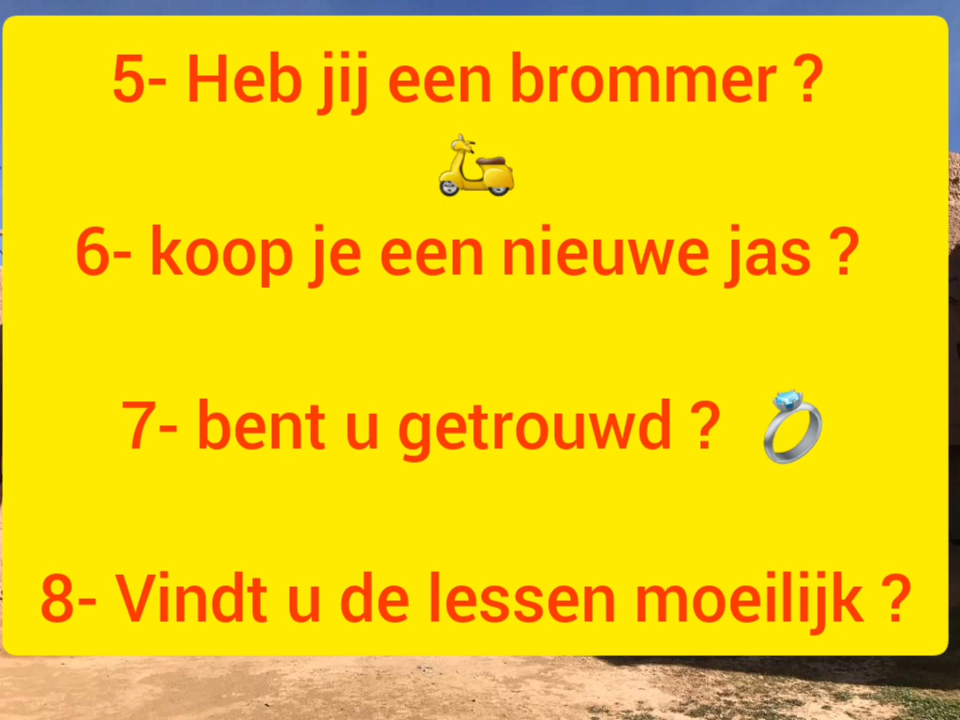 5- Heb jij een brommer ?
6- koop je een nieuwe jas ?
7- bent u getrouwd ?
8- Vindt u de lessen moeilijk ?